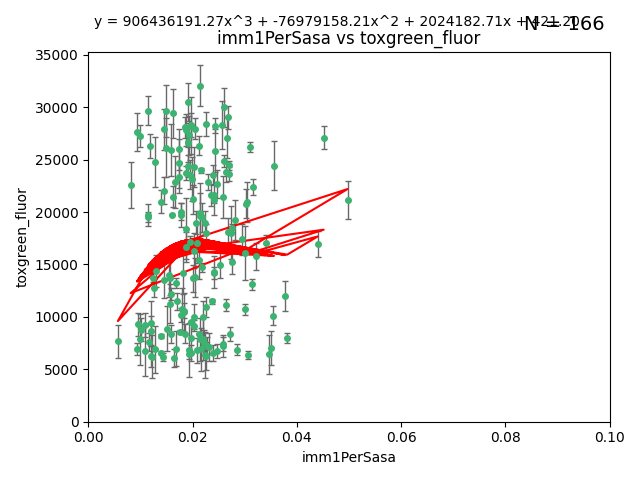 y = 906436191.27x^3 + -76979158.21x^2 + 2024182.71x + 421.20
N = 166
imm1PerSasa vs toxgreen_fluor
35000
30000
25000
20000
15000
10000
5000
0
toxgreen_fluor
0.00 0.02 0.04 0.06 0.08 0.10
imm1PerSasa